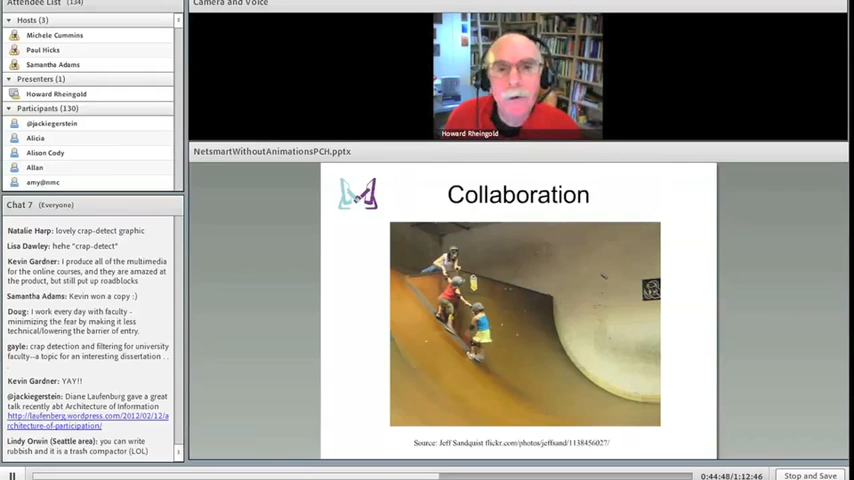 Attendee List (134)
Camera and Voice
Hosts (3)
Michele Cummins
Paul Hicks
Samantha Adams
Presenters (1)
Howard Rheingold
Participants (130)
@jackiegerstein
Alicia
Alison Cody
Allan
amy@nmc
Howard Rheingold
NetsmartWithoutAnimationsPCH.pptx
Collaboration
Source: Jeff Sandquist flickr.com/photos/jeffsand/1138456027/
Chat 7 (Everyone)
Natalie Harp: lovely crap-detect graphic
Lisa Dawley: hehe "crap-detect"
Kevin Gardner: I produce all of the multimedia
for the online courses, and they are amazed at
the product, but still put up roadblocks
Samantha Adams: Kevin won a copy :)
Doug: I work every day with faculty -
minimizing the fear by making it less
technical/lowering the barrier of entry.
gayle: crap detection and filtering for university
faculty--a topic for an interesting dissertation . .
.
Kevin Gardner: YAY!!
@jackiegerstein: Diane Laufenburg gave a great
talk recently abt Architecture of Information
http://laufenberg.wordpress.com/2012/02/12/a
rchitecture-of-participation/
Lindy Orwin (Seattle area): you can write
rubbish and it is a trash compactor (LOL)
0:44:48/1:12:46
Stop and Save